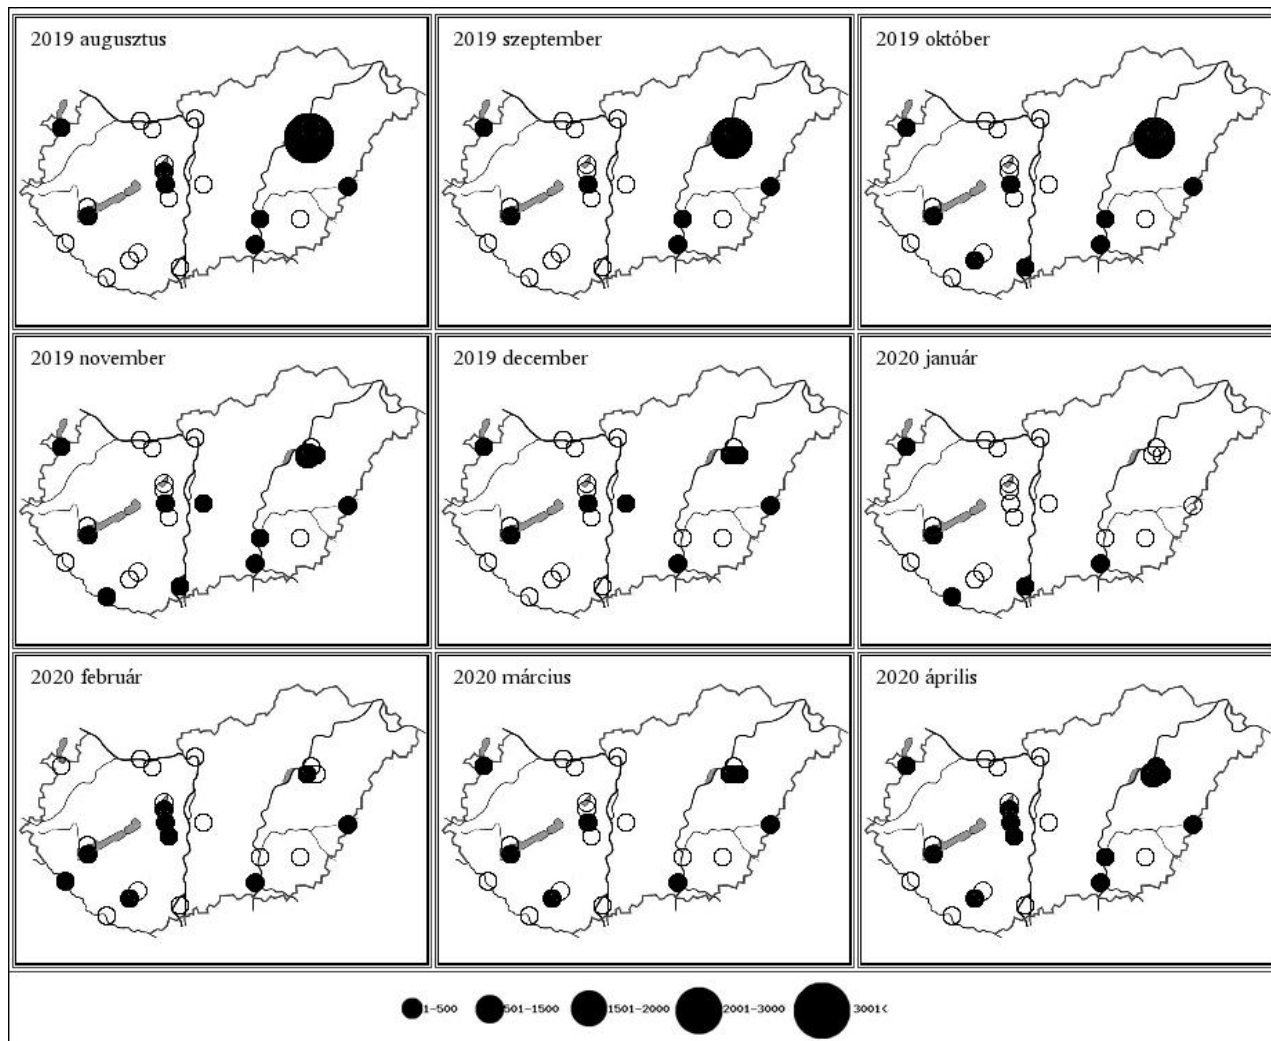 2019 augusztus
2019 szeptember
2019 október
2019 november
2019 december
2020 január
2020 február
2020 március
2020 április
1-500 501-1500 1501-2000 2001-3000 3001<